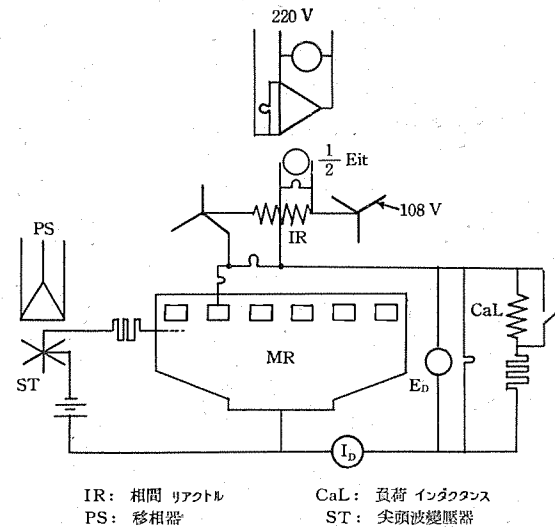 220 V
1/2 Eit
108 V
IR
PS
CaL
MR
ST
E_D
I_D
IR: 相間 リアクトル
CaL: 負荷 インダクタンス
PS: 移相器
ST: 尖頭波變壓器